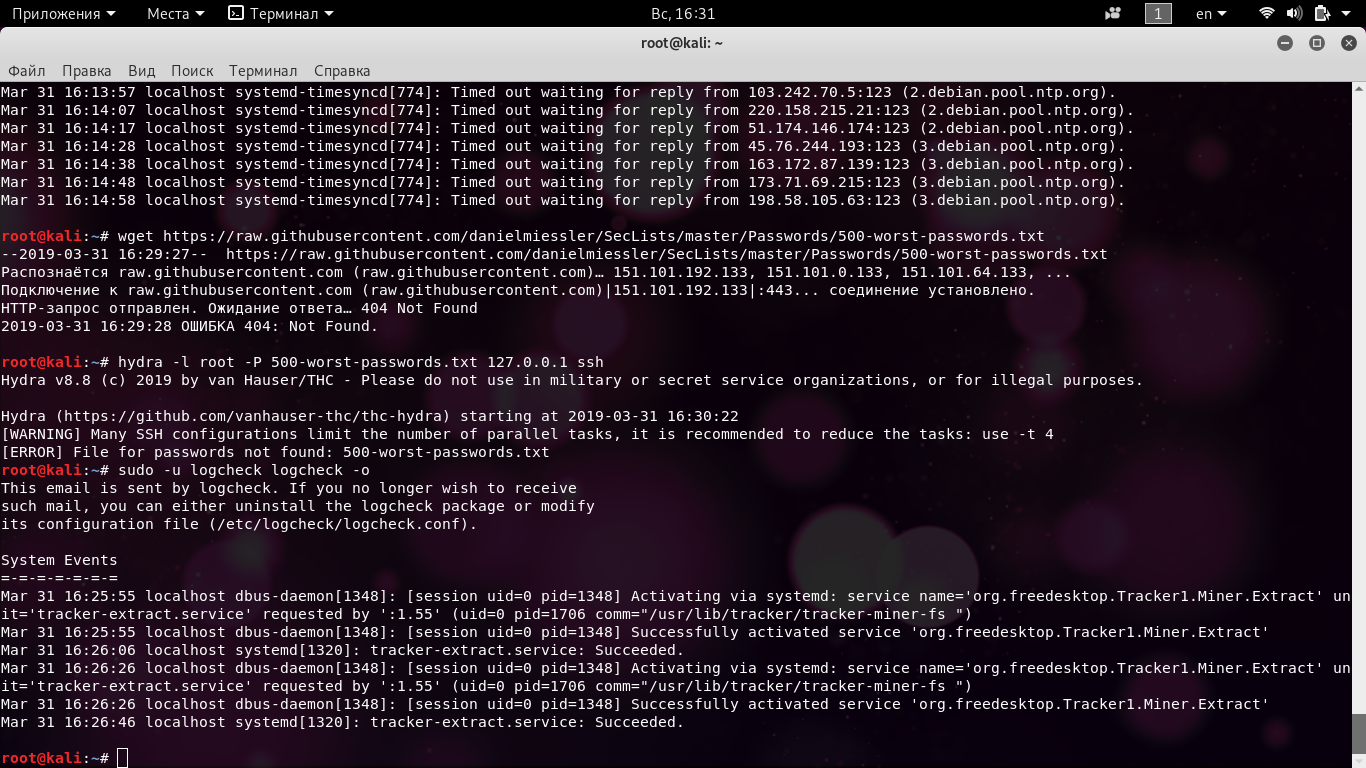 Приложения Места Терминал Вс, 16:31 1 en
root@kali: ~
Файл Правка Вид Поиск Терминал Справка
Mar 31 16:13:57 localhost systemd-timesyncd[774]: Timed out waiting for reply from 103.242.70.5:123 (2.debian.pool.ntp.org).
Mar 31 16:14:07 localhost systemd-timesyncd[774]: Timed out waiting for reply from 220.158.215.21:123 (2.debian.pool.ntp.org).
Mar 31 16:14:17 localhost systemd-timesyncd[774]: Timed out waiting for reply from 51.174.146.174:123 (2.debian.pool.ntp.org).
Mar 31 16:14:28 localhost systemd-timesyncd[774]: Timed out waiting for reply from 45.76.244.193:123 (3.debian.pool.ntp.org).
Mar 31 16:14:38 localhost systemd-timesyncd[774]: Timed out waiting for reply from 163.172.87.139:123 (3.debian.pool.ntp.org).
Mar 31 16:14:48 localhost systemd-timesyncd[774]: Timed out waiting for reply from 173.71.69.215:123 (3.debian.pool.ntp.org).
Mar 31 16:14:58 localhost systemd-timesyncd[774]: Timed out waiting for reply from 198.58.105.63:123 (3.debian.pool.ntp.org).
root@kali:~# wget https://raw.githubusercontent.com/danielmiessler/SecLists/master/Passwords/500-worst-passwords.txt
--2019-03-31 16:29:27--  https://raw.githubusercontent.com/danielmiessler/SecLists/master/Passwords/500-worst-passwords.txt
Распознаётся raw.githubusercontent.com (raw.githubusercontent.com)… 151.101.192.133, 151.101.0.133, 151.101.64.133, ...
Подключение к raw.githubusercontent.com (raw.githubusercontent.com)|151.101.192.133|:443... соединение установлено.
HTTP-запрос отправлен. Ожидание ответа… 404 Not Found
2019-03-31 16:29:28 ОШИБКА 404: Not Found.
root@kali:~# hydra -l root -P 500-worst-passwords.txt 127.0.0.1 ssh
Hydra v8.8 (c) 2019 by van Hauser/THC - Please do not use in military or secret service organizations, or for illegal purposes.
Hydra (https://github.com/vanhauser-thc/thc-hydra) starting at 2019-03-31 16:30:22
[WARNING] Many SSH configurations limit the number of parallel tasks, it is recommended to reduce the tasks: use -t 4
[ERROR] File for passwords not found: 500-worst-passwords.txt
root@kali:~# sudo -u logcheck logcheck -o
This email is sent by logcheck. If you no longer wish to receive
such mail, you can either uninstall the logcheck package or modify
its configuration file (/etc/logcheck/logcheck.conf).
System Events
=-=-=-=-=-=-=
Mar 31 16:25:55 localhost dbus-daemon[1348]: [session uid=0 pid=1348] Activating via systemd: service name='org.freedesktop.Tracker1.Miner.Extract' un
it='tracker-extract.service' requested by ':1.55' (uid=0 pid=1706 comm="/usr/lib/tracker/tracker-miner-fs ")
Mar 31 16:25:55 localhost dbus-daemon[1348]: [session uid=0 pid=1348] Successfully activated service 'org.freedesktop.Tracker1.Miner.Extract'
Mar 31 16:26:06 localhost systemd[1320]: tracker-extract.service: Succeeded.
Mar 31 16:26:26 localhost dbus-daemon[1348]: [session uid=0 pid=1348] Activating via systemd: service name='org.freedesktop.Tracker1.Miner.Extract' un
it='tracker-extract.service' requested by ':1.55' (uid=0 pid=1706 comm="/usr/lib/tracker/tracker-miner-fs ")
Mar 31 16:26:26 localhost dbus-daemon[1348]: [session uid=0 pid=1348] Successfully activated service 'org.freedesktop.Tracker1.Miner.Extract'
Mar 31 16:26:46 localhost systemd[1320]: tracker-extract.service: Succeeded.
root@kali:~#